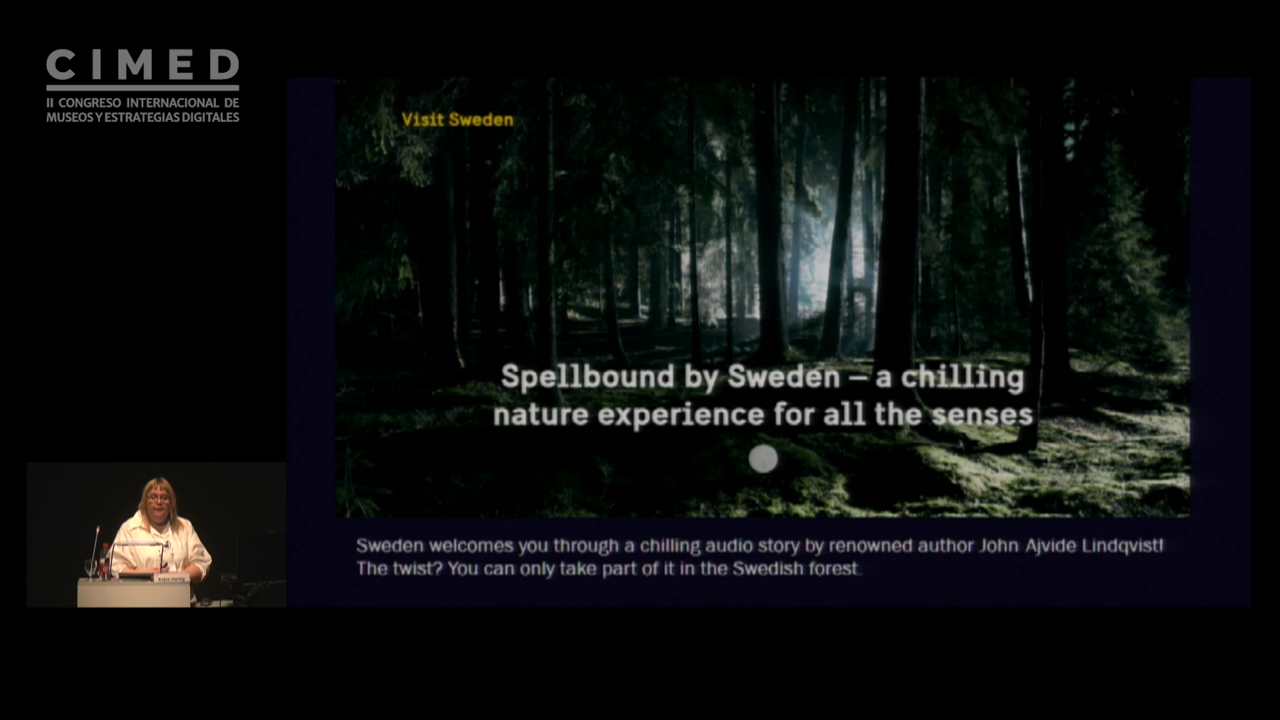 CIMED
II CONGRESO INTERNACIONAL DE
MUSEOS Y ESTRATEGIAS DIGITALES
Visit Sweden
Spellbound by Sweden – a chilling
nature experience for all the senses
Sweden welcomes you through a chilling audio story by renowned author John Ajvide Lindqvist!
The twist? You can only take part of it in the Swedish forest.